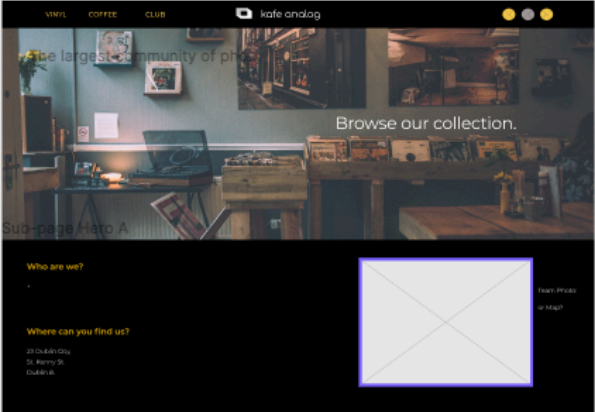 VINYL COFFEE CLUB kafe analog
The largest community of pho
Browse our collection.
Sub-page Hero A
Who are we?
Where can you find us?
Team Photo
or Map?
St. Kenny St.
Dublin 8.